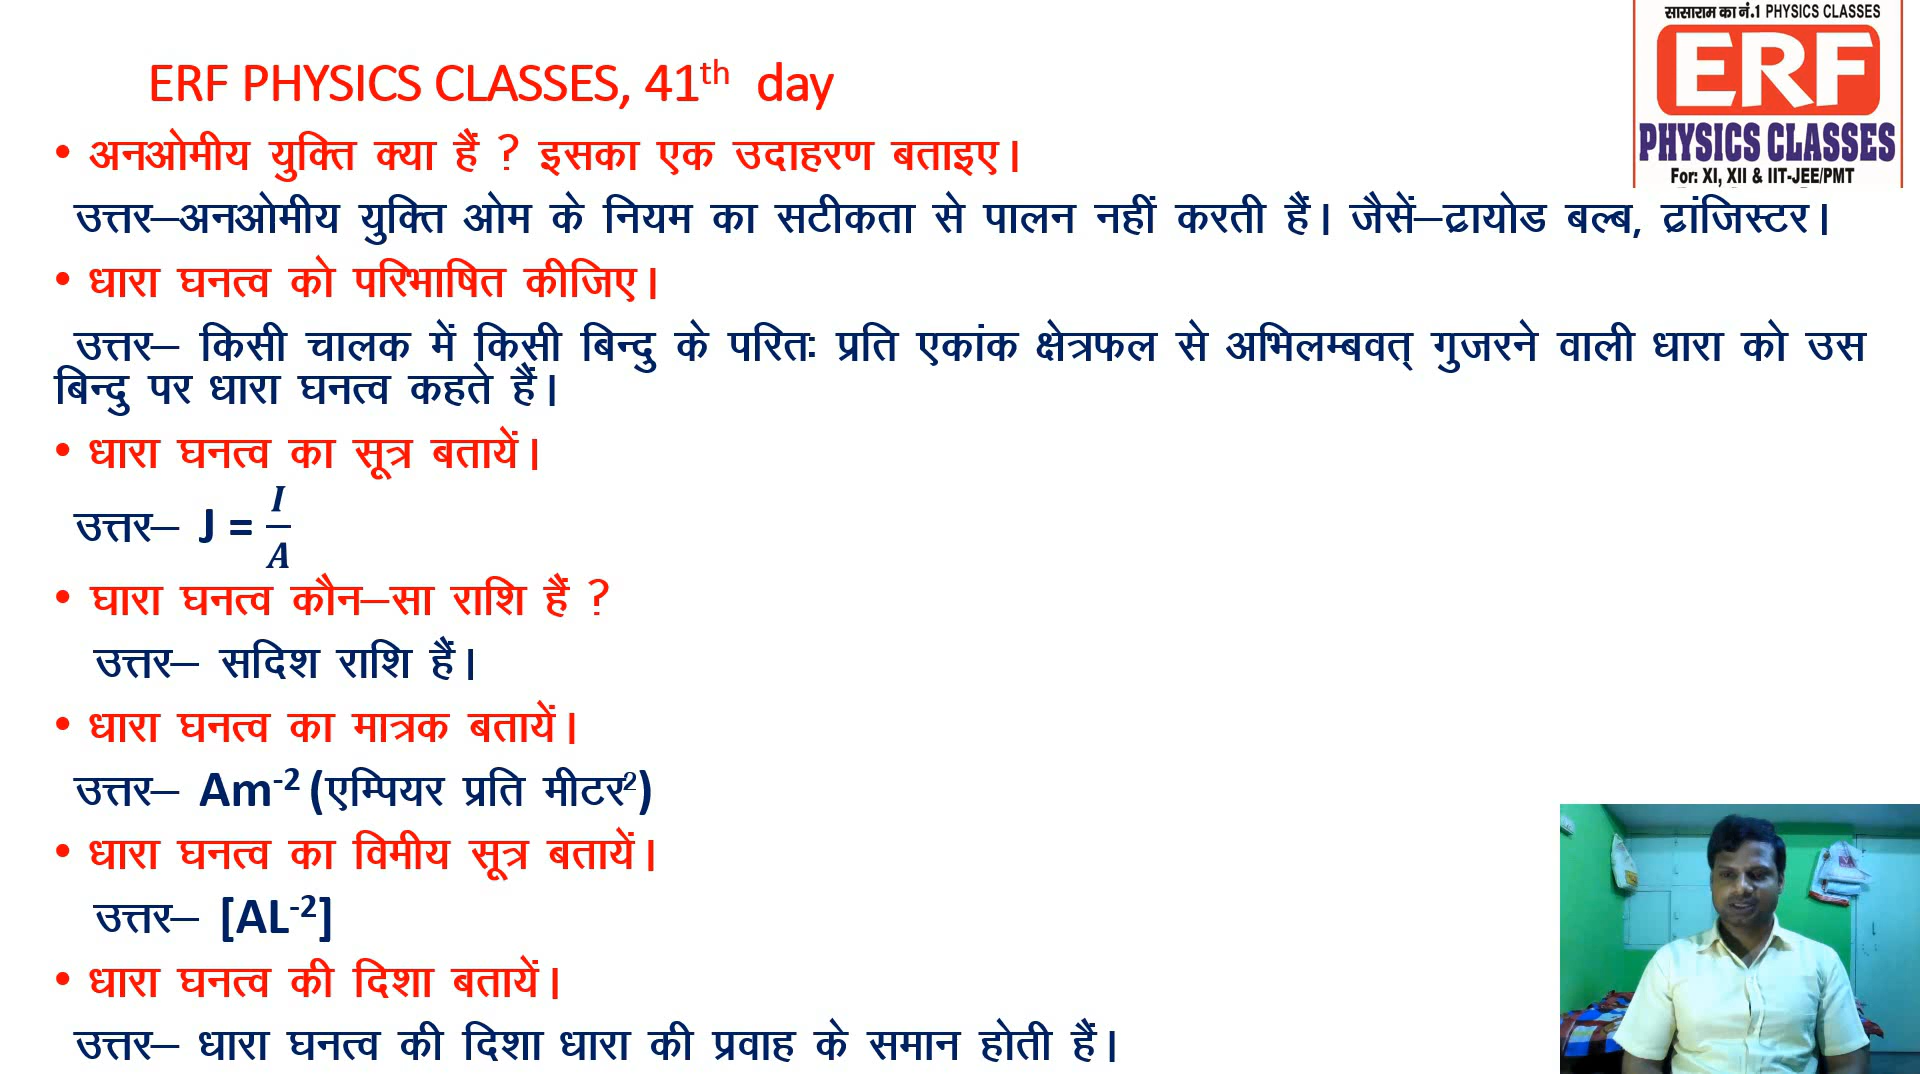 सासाराम का नं.1 PHYSICS CLASSES
ERF
PHYSICS CLASSES
For: XI, XII & IIT-JEE/PMT
ERF PHYSICS CLASSES, 41th day
• अनओमीय युक्ति क्या हैं ? इसका एक उदाहरण बताइए।
उत्तर–अनओमीय युक्ति ओम के नियम का सटीकता से पालन नहीं करती हैं। जैसें–ढ्रायोड बल्ब, ट्रांजिस्टर।
• धारा घनत्व को परिभाषित कीजिए।
उत्तर– किसी चालक में किसी बिन्दु के परितः प्रति एकांक क्षेत्रफल से अभिलम्बवत् गुजरने वाली धारा को उस
बिन्दु पर धारा घनत्व कहते हैं।
• धारा घनत्व का सूत्र बतायें।
उत्तर– J = I/A
• घारा घनत्व कौन–सा राशि हैं ?
उत्तर– सदिश राशि हैं।
• धारा घनत्व का मात्रक बतायें।
उत्तर– Am⁻² (एम्पियर प्रति मीटर²)
• धारा घनत्व का विमीय सूत्र बतायें।
उत्तर– [AL⁻²]
• धारा घनत्व की दिशा बतायें।
उत्तर– धारा घनत्व की दिशा धारा की प्रवाह के समान होती हैं।